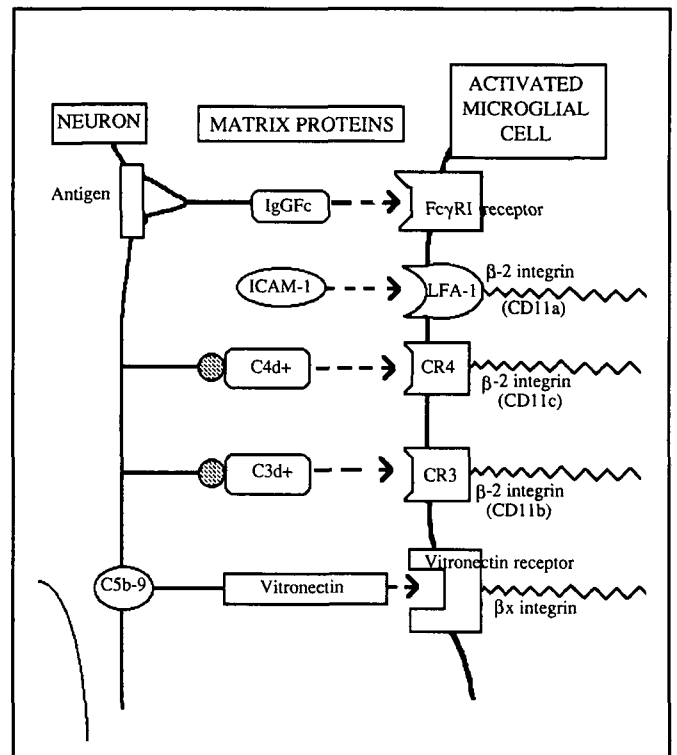 NEURON
MATRIX PROTEINS
ACTIVATED
MICROGLIAL
CELL
Antigen
IgGFc
FcγRI receptor
ICAM-1
LFA-1
β-2 integrin
(CD11a)
C4d+
CR4
β-2 integrin
(CD11c)
C3d+
CR3
β-2 integrin
(CD11b)
C5b-9
Vitronectin
Vitronectin receptor
βx integrin